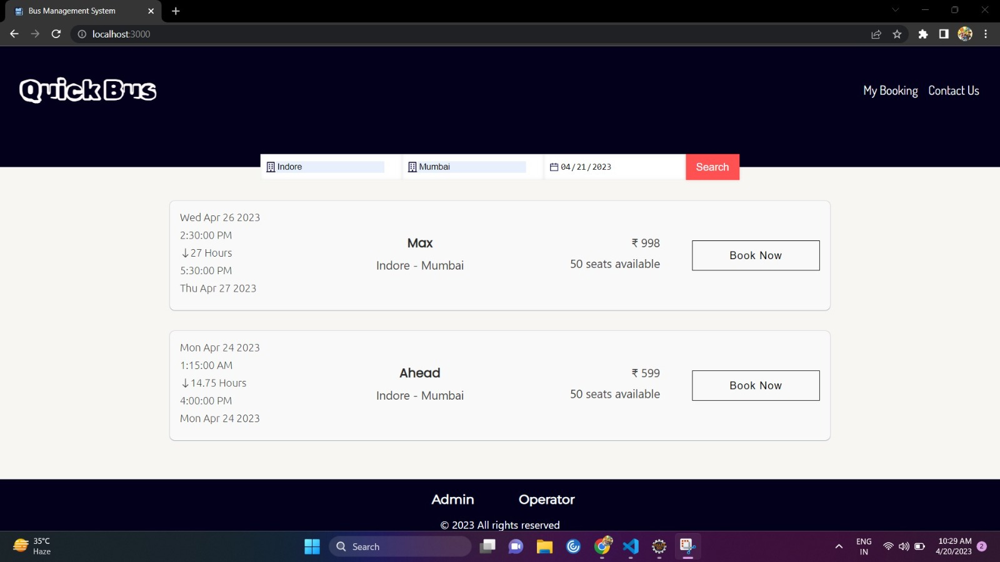 Bus Management System
localhost:3000
Quick Bus
My Booking Contact Us
Indore Mumbai 04/21/2023 Search
Wed Apr 26 2023
2:30:00 PM
↓27 Hours
5:30:00 PM
Thu Apr 27 2023
Max
Indore - Mumbai
₹ 998
50 seats available
Book Now
Mon Apr 24 2023
1:15:00 AM
↓14.75 Hours
4:00:00 PM
Mon Apr 24 2023
Ahead
Indore - Mumbai
₹ 599
50 seats available
Book Now
Admin Operator
© 2023 All rights reserved
35°C
Haze
Search
ENG
IN
10:29 AM
4/20/2023
2